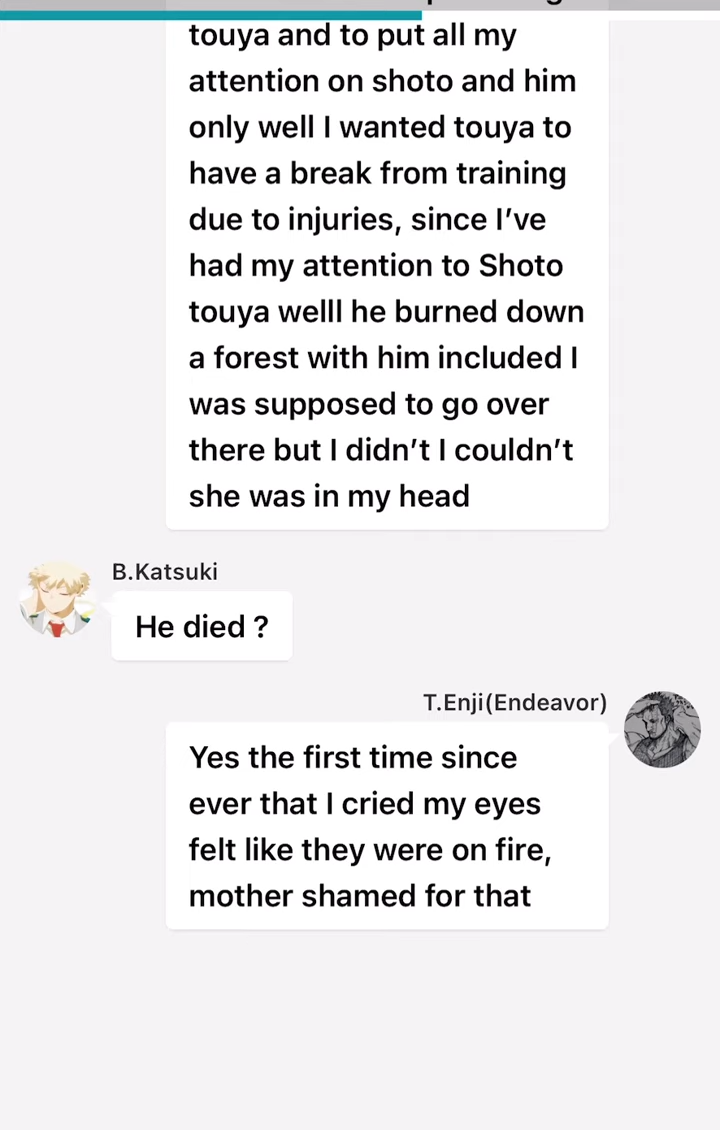 touya and to put all my
attention on shoto and him
only well I wanted touya to
have a break from training
due to injuries, since I’ve
had my attention to Shoto
touya welll he burned down
a forest with him included I
was supposed to go over
there but I didn’t I couldn’t
she was in my head
B.Katsuki
He died ?
T.Enji(Endeavor)
Yes the first time since
ever that I cried my eyes
felt like they were on fire,
mother shamed for that